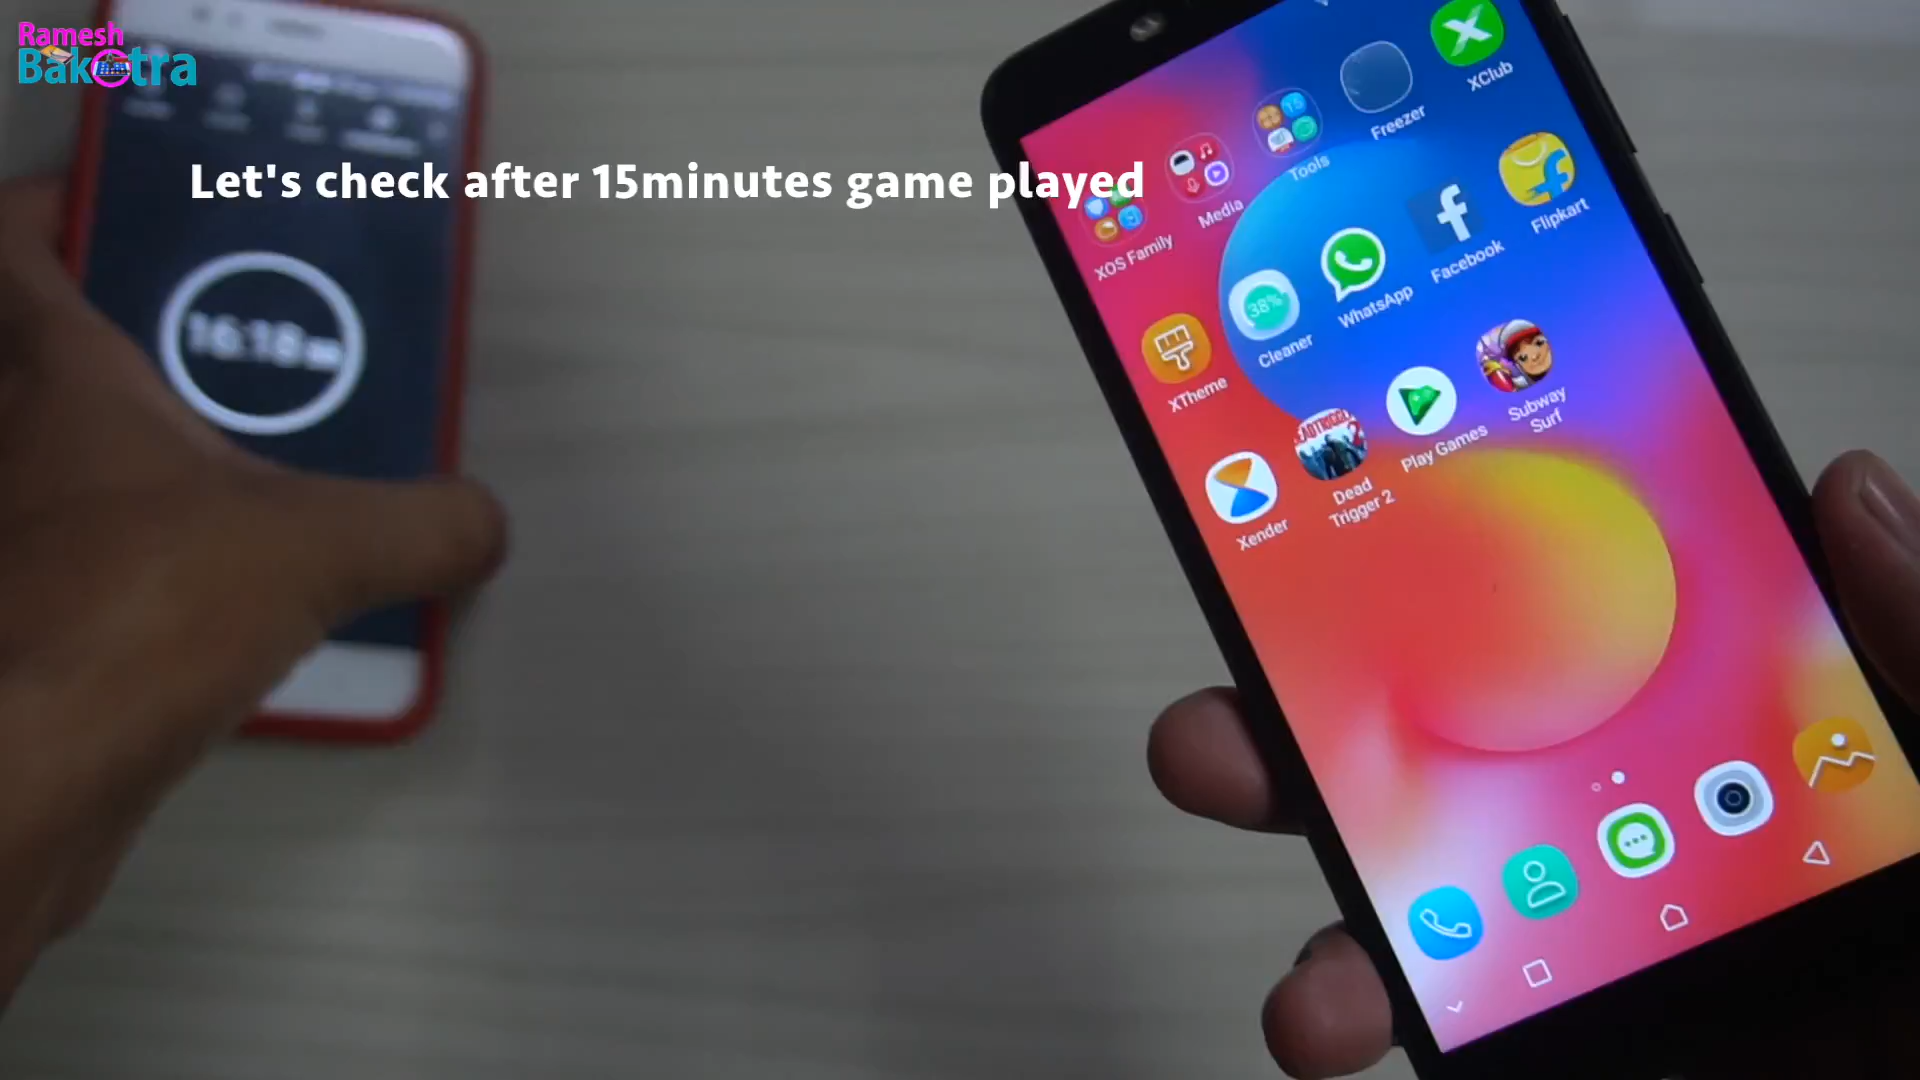 Ramesh
Bakotra
Let's check after 15minutes game played
16:18
XClub
Freezer
15
Tools
Media
XOS Family
Flipkart
Facebook
WhatsApp
38%
Cleaner
XTheme
Subway
Surf
Play Games
Dead
Trigger 2
Xender